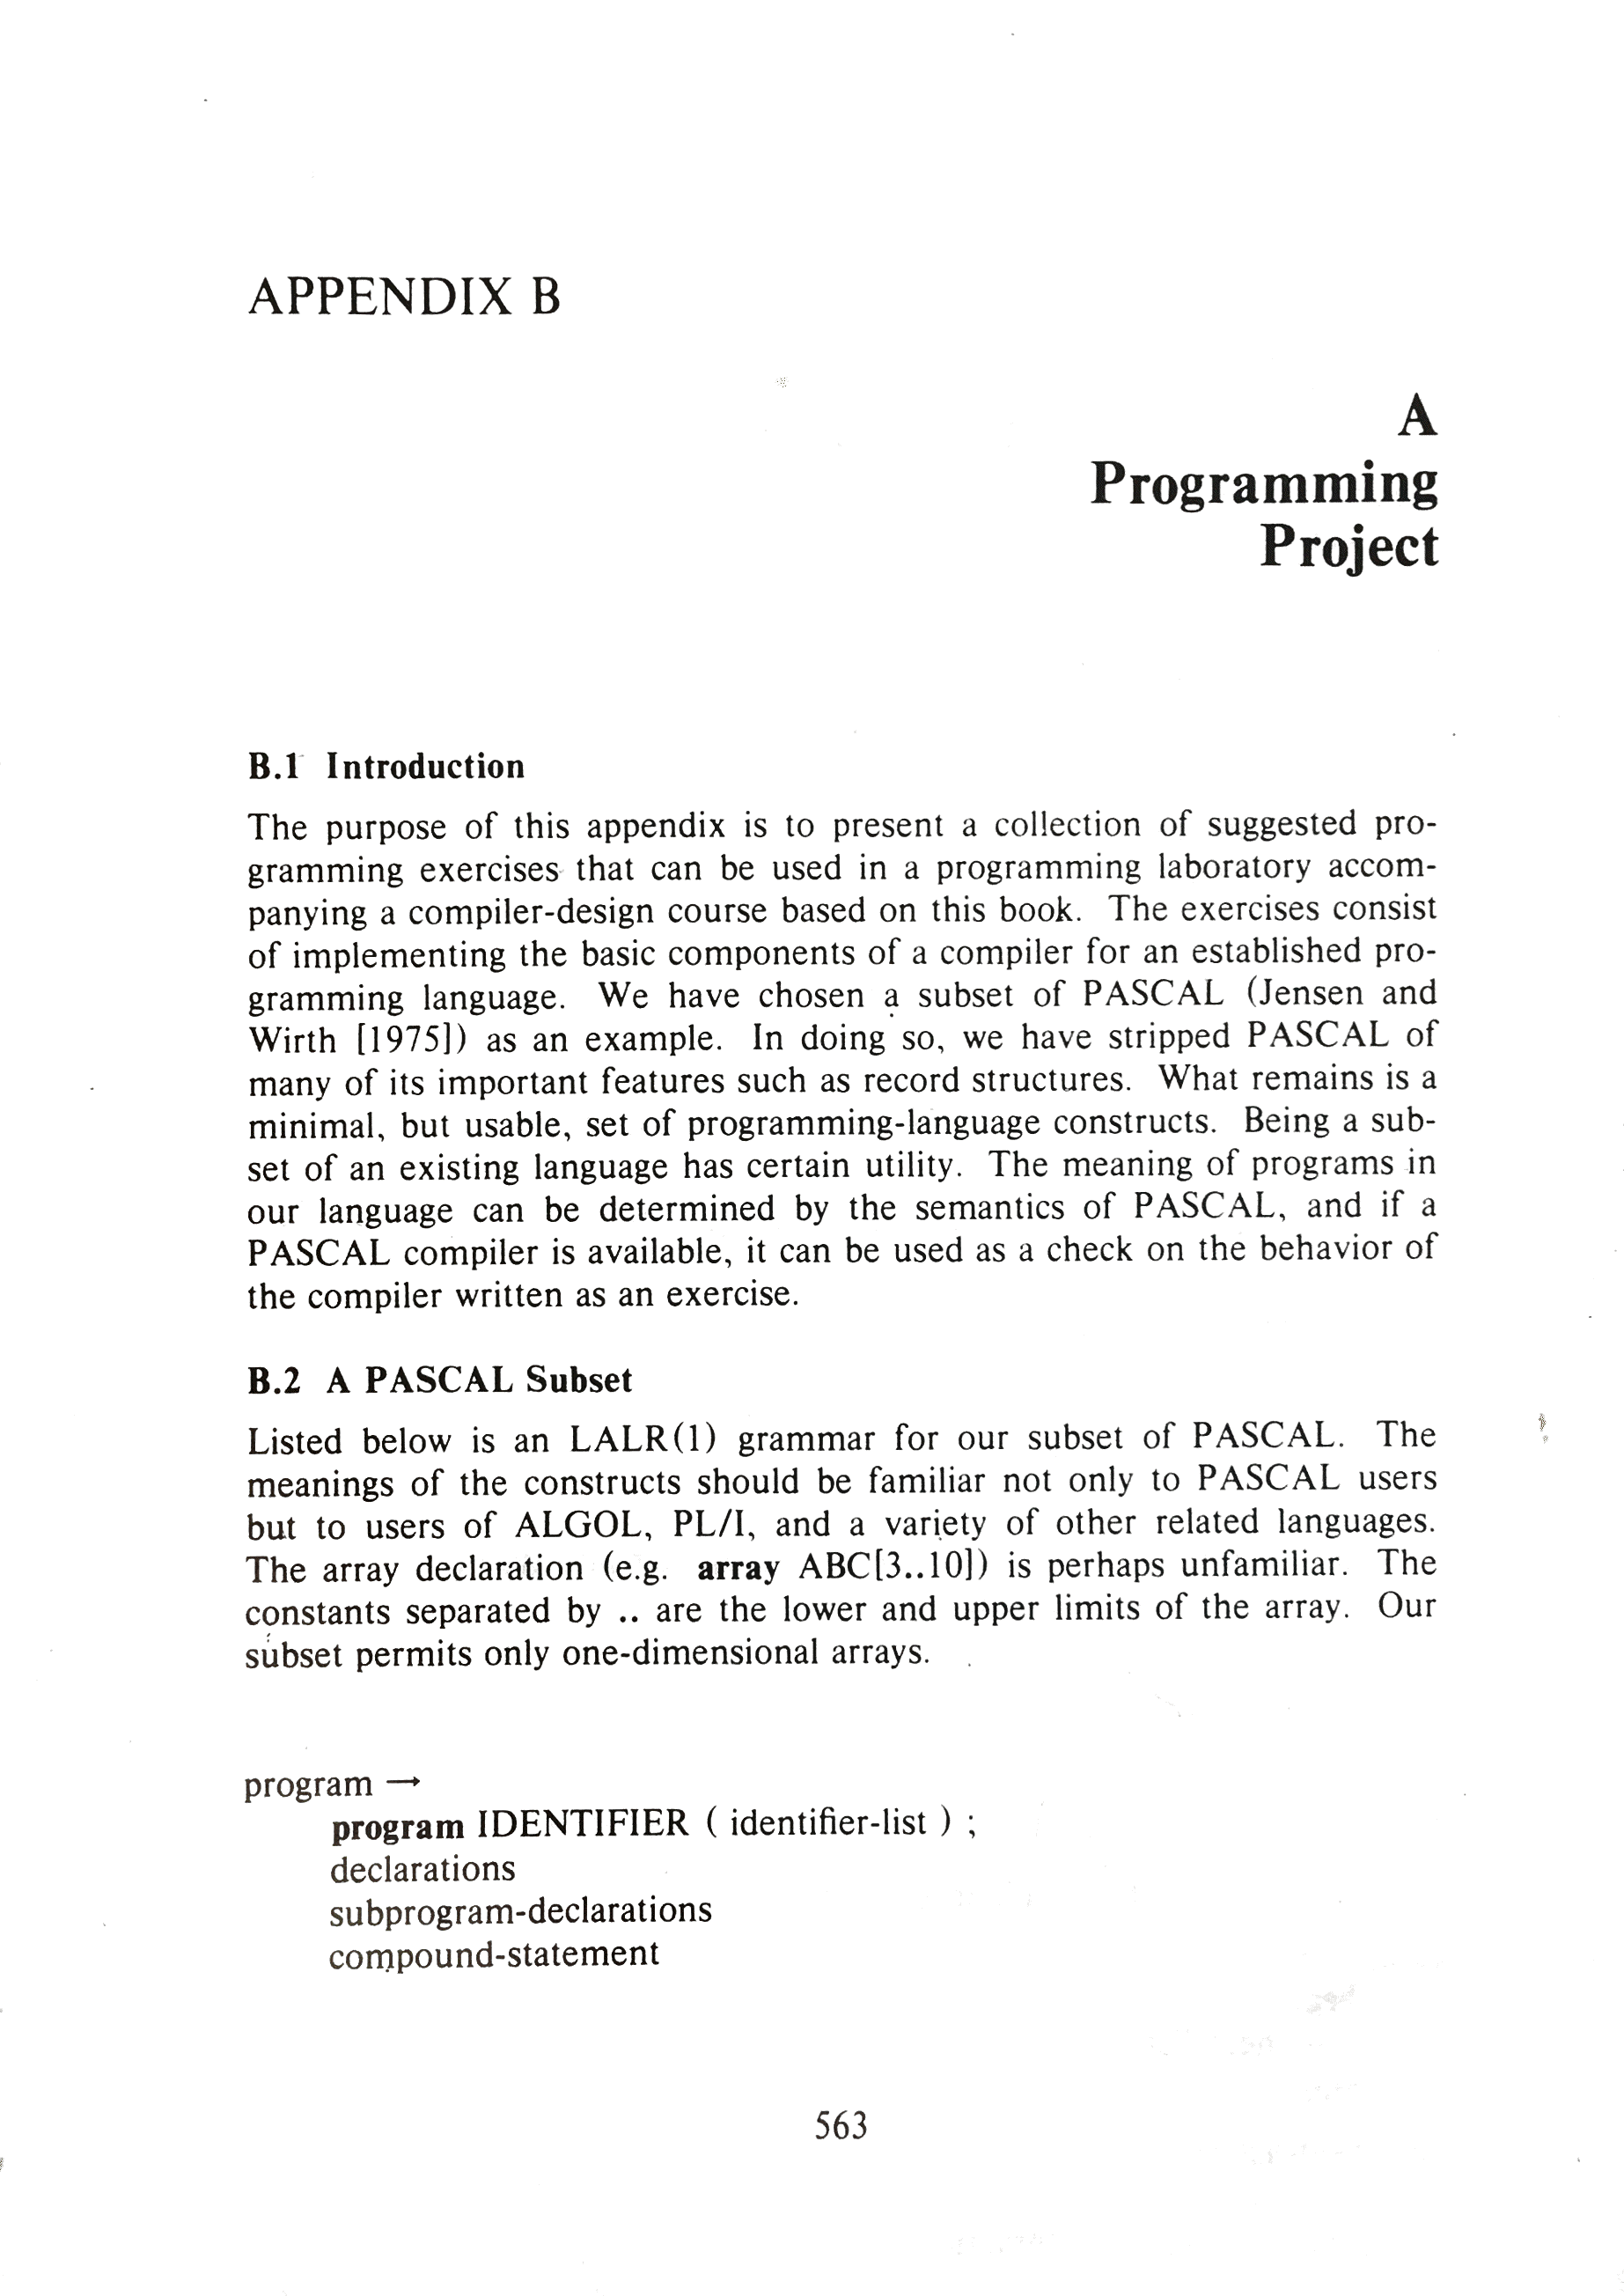 APPENDIX B
A
Programming
Project
B.1 Introduction
The purpose of this appendix is to present a collection of suggested pro-
gramming exercises that can be used in a programming laboratory accom-
panying a compiler-design course based on this book. The exercises consist
of implementing the basic components of a compiler for an established pro-
gramming language. We have chosen a subset of PASCAL (Jensen and
Wirth [1975]) as an example. In doing so, we have stripped PASCAL of
many of its important features such as record structures. What remains is a
minimal, but usable, set of programming-language constructs. Being a sub-
set of an existing language has certain utility. The meaning of programs in
our language can be determined by the semantics of PASCAL, and if a
PASCAL compiler is available, it can be used as a check on the behavior of
the compiler written as an exercise.
B.2 A PASCAL Subset
Listed below is an LALR(1) grammar for our subset of PASCAL. The
meanings of the constructs should be familiar not only to PASCAL users
but to users of ALGOL, PL/I, and a variety of other related languages.
The array declaration (e.g. array ABC[3..10]) is perhaps unfamiliar. The
constants separated by .. are the lower and upper limits of the array. Our
subset permits only one-dimensional arrays.
program →
program IDENTIFIER ( identifier-list ) ;
declarations
subprogram-declarations
compound-statement
563